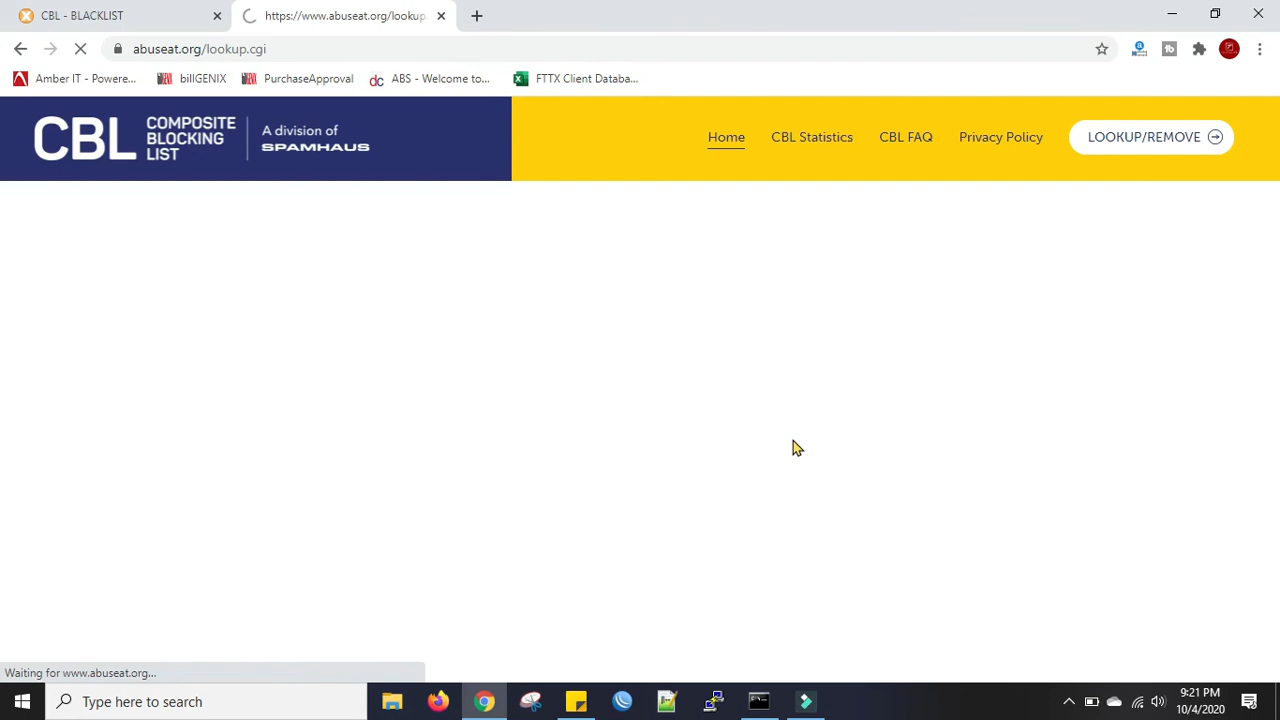 CBL - BLACKLIST
https://www.abuseat.org/lookup
abuseat.org/lookup.cgi
Amber IT - Powere...
billGENIX
PurchaseApproval
ABS - Welcome to...
FTTX Client Databa...
CBL
COMPOSITE
BLOCKING
LIST
A division of
SPAMHAUS
Home
CBL Statistics
CBL FAQ
Privacy Policy
LOOKUP/REMOVE
Waiting for www.abuseat.org...
Type here to search
9:21 PM
10/4/2020